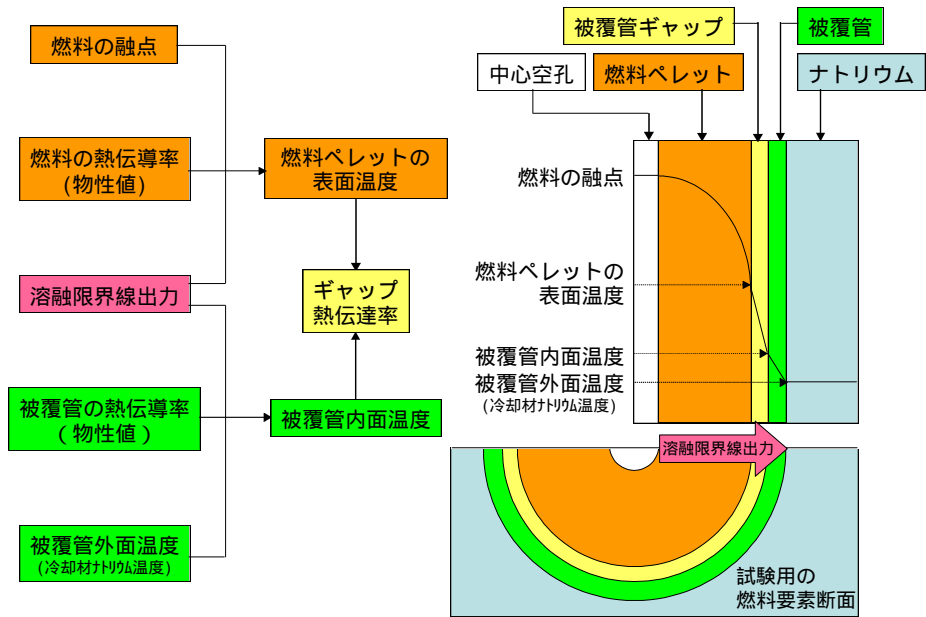 燃料の融点
燃料の熱伝導率
(物性値)
溶融限界線出力
被覆管の熱伝導率
(物性値)
被覆管外面温度
(冷却材ナトリウム温度)
燃料ペレットの
表面温度
ギャップ
熱伝達率
被覆管内面温度
被覆管ギャップ
被覆管
中心空孔
燃料ペレット
ナトリウム
燃料の融点
燃料ペレットの
表面温度
被覆管内面温度
被覆管外面温度
(冷却材ナトリウム温度)
溶融限界線出力
試験用の
燃料要素断面